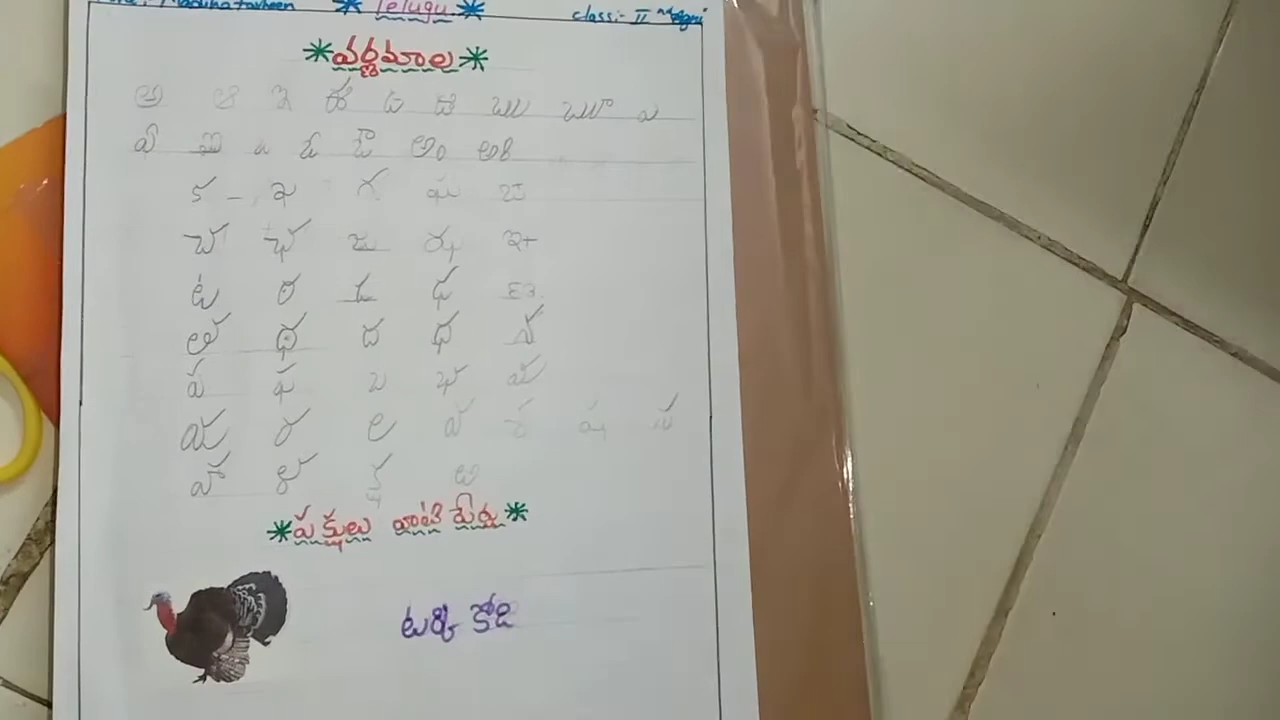 Telugu
class:- II
వర్ణమాల
అ ఆ ఇ ఈ ఉ ఊ ఋ ౠ ఎ
ఏ ఐ ఒ ఓ ఔ అం అః
క ఖ గ ఘ ఙ
చ ఛ జ ఝ ఞ
ట ఠ డ ఢ ణ
త థ ద ధ న
ప ఫ బ భ మ
య ర ల వ శ ష స
హ ళ క్ష ఱ
పక్షులు వాటి పేర్లు
టర్కి కోడి